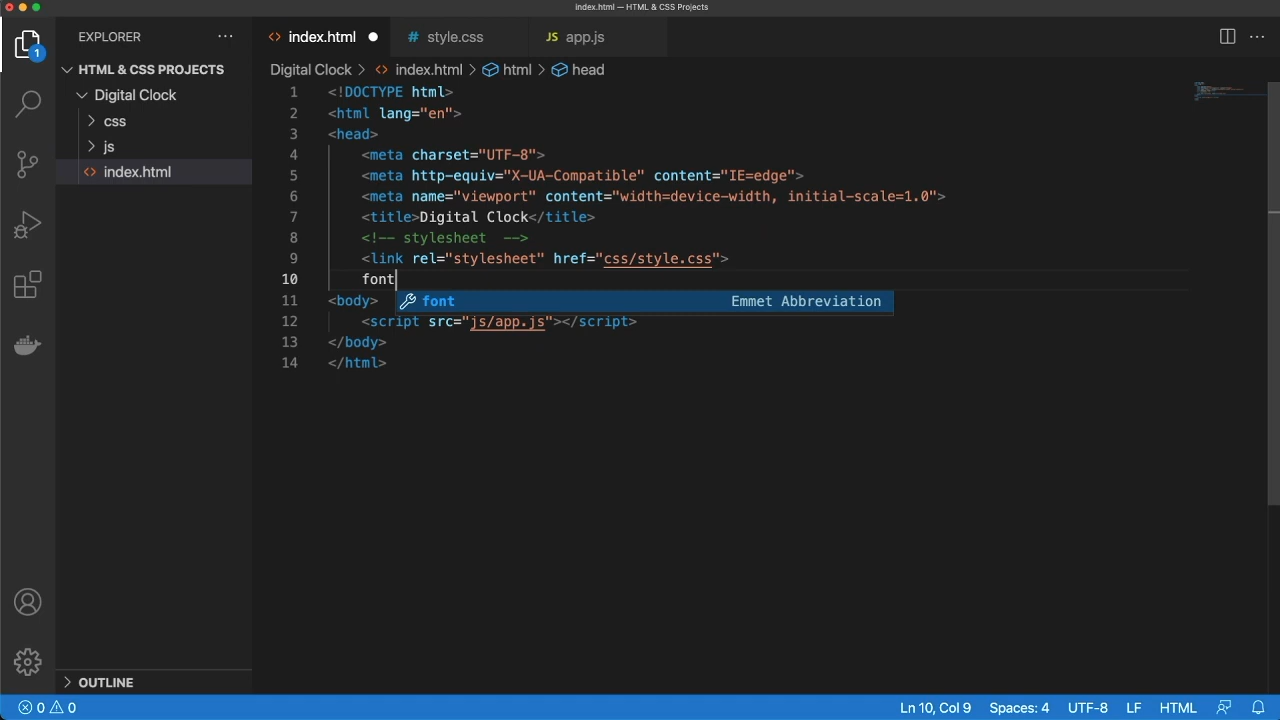 index.html — HTML & CSS Projects
EXPLORER
index.html
# style.css
JS app.js
1
HTML & CSS PROJECTS
Digital Clock
css
js
index.html
Digital Clock > index.html > html > head
1 <!DOCTYPE html>
2 <html lang="en">
3 <head>
4 <meta charset="UTF-8">
5 <meta http-equiv="X-UA-Compatible" content="IE=edge">
6 <meta name="viewport" content="width=device-width, initial-scale=1.0">
7 <title>Digital Clock</title>
8 <!-- stylesheet  -->
9 <link rel="stylesheet" href="css/style.css">
10 font
11 <body>
font Emmet Abbreviation
12 <script src="js/app.js"></script>
13 </body>
14 </html>
OUTLINE
0 0
Ln 10, Col 9 Spaces: 4 UTF-8 LF HTML